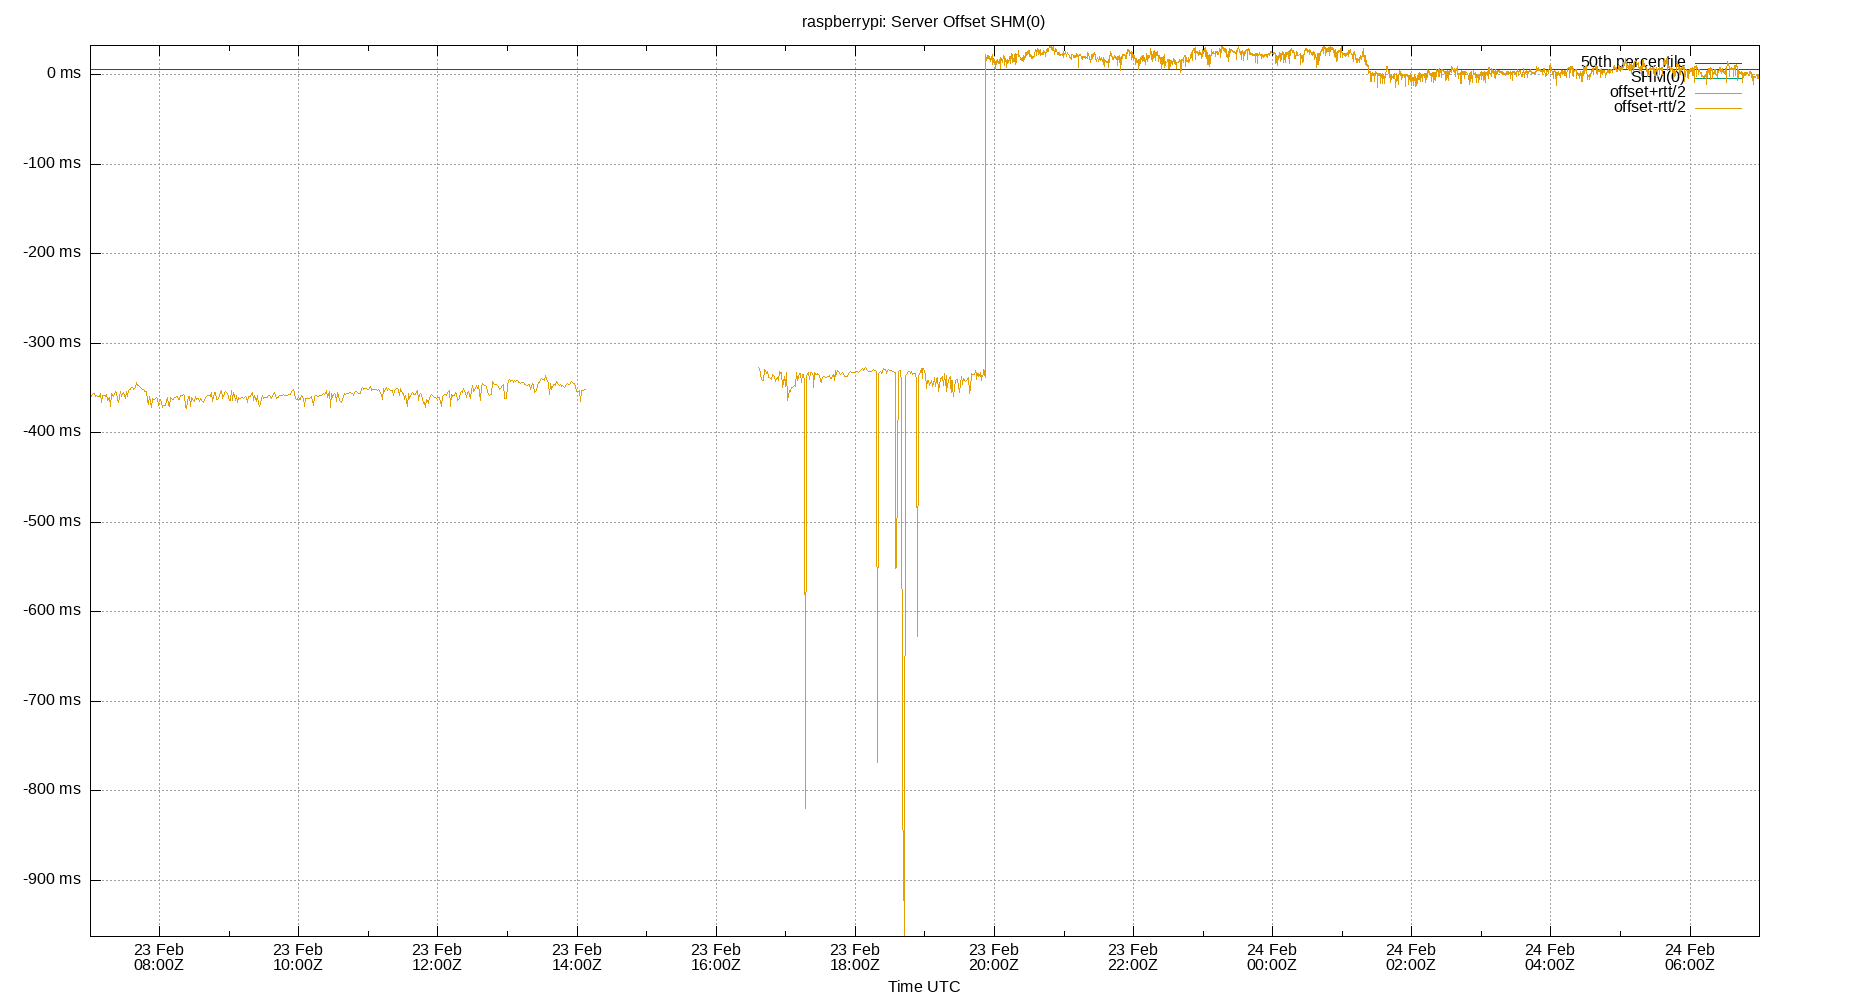 raspberrypi: Server Offset SHM(0)
0 ms
-100 ms
-200 ms
-300 ms
-400 ms
-500 ms
-600 ms
-700 ms
-800 ms
-900 ms
50th percentile
SHM(0)
offset+rtt/2
offset-rtt/2
23 Feb
08:00Z
23 Feb
10:00Z
23 Feb
12:00Z
23 Feb
14:00Z
23 Feb
16:00Z
23 Feb
18:00Z
23 Feb
20:00Z
23 Feb
22:00Z
24 Feb
00:00Z
24 Feb
02:00Z
24 Feb
04:00Z
24 Feb
06:00Z
Time UTC